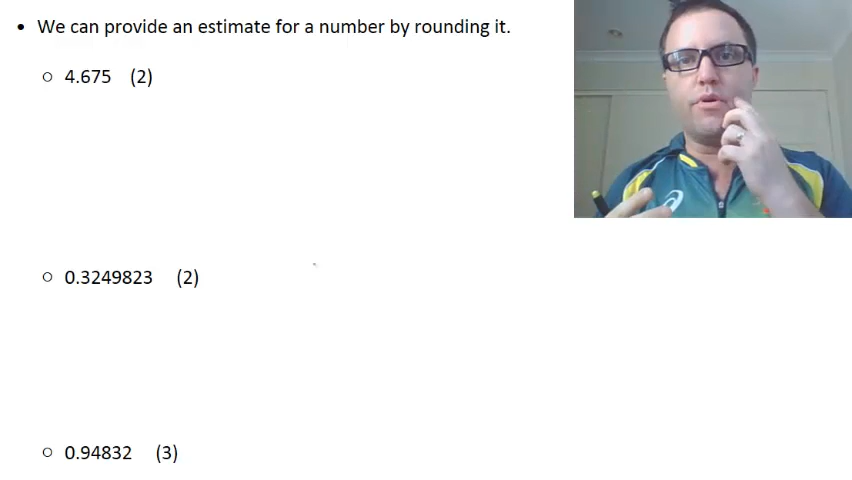 • We can provide an estimate for a number by rounding it.
○ 4.675 (2)
○ 0.3249823 (2)
○ 0.94832 (3)